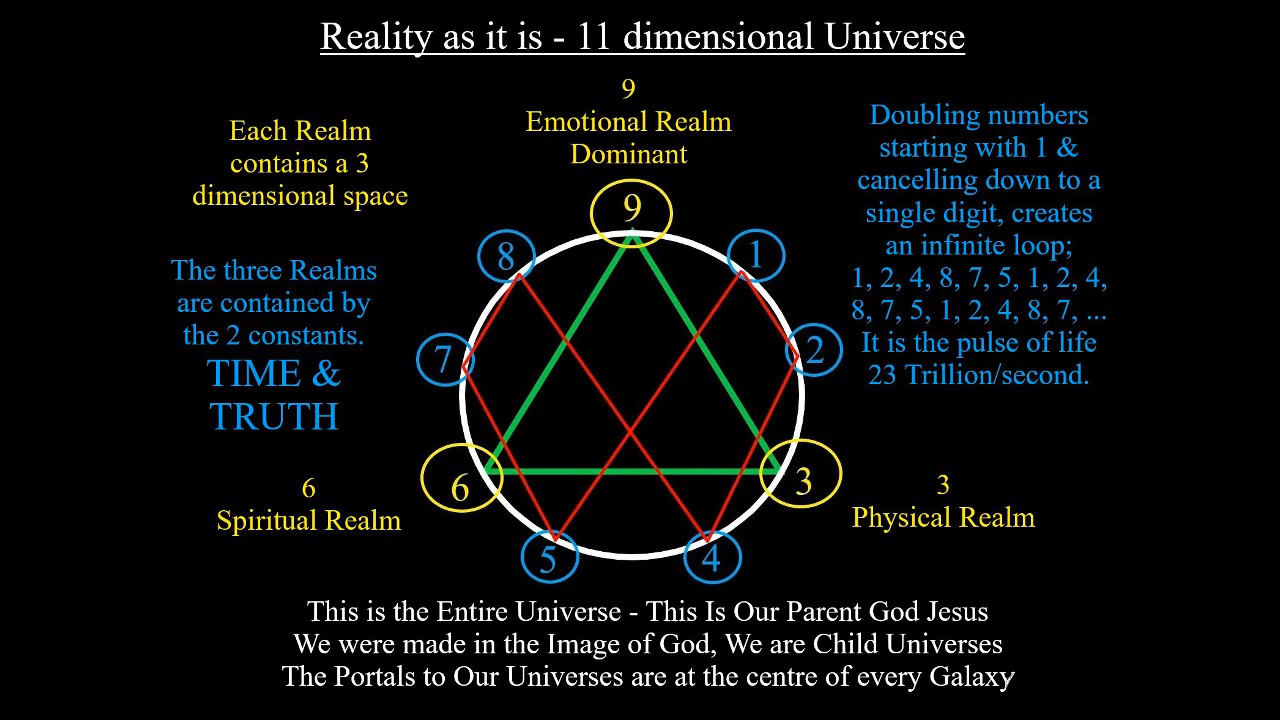 Reality as it is - 11 dimensional Universe
9
Emotional Realm
Dominant
Each Realm
contains a 3
dimensional space
The three Realms
are contained by
the 2 constants.
TIME &
TRUTH
Doubling numbers
starting with 1 &
cancelling down to a
single digit, creates
an infinite loop;
1, 2, 4, 8, 7, 5, 1, 2, 4,
8, 7, 5, 1, 2, 4, 8, 7, ...
It is the pulse of life
23 Trillion/second.
9
8
1
7
2
6
3
5
4
6
Spiritual Realm
3
Physical Realm
This is the Entire Universe - This Is Our Parent God Jesus
We were made in the Image of God, We are Child Universes
The Portals to Our Universes are at the centre of every Galaxy